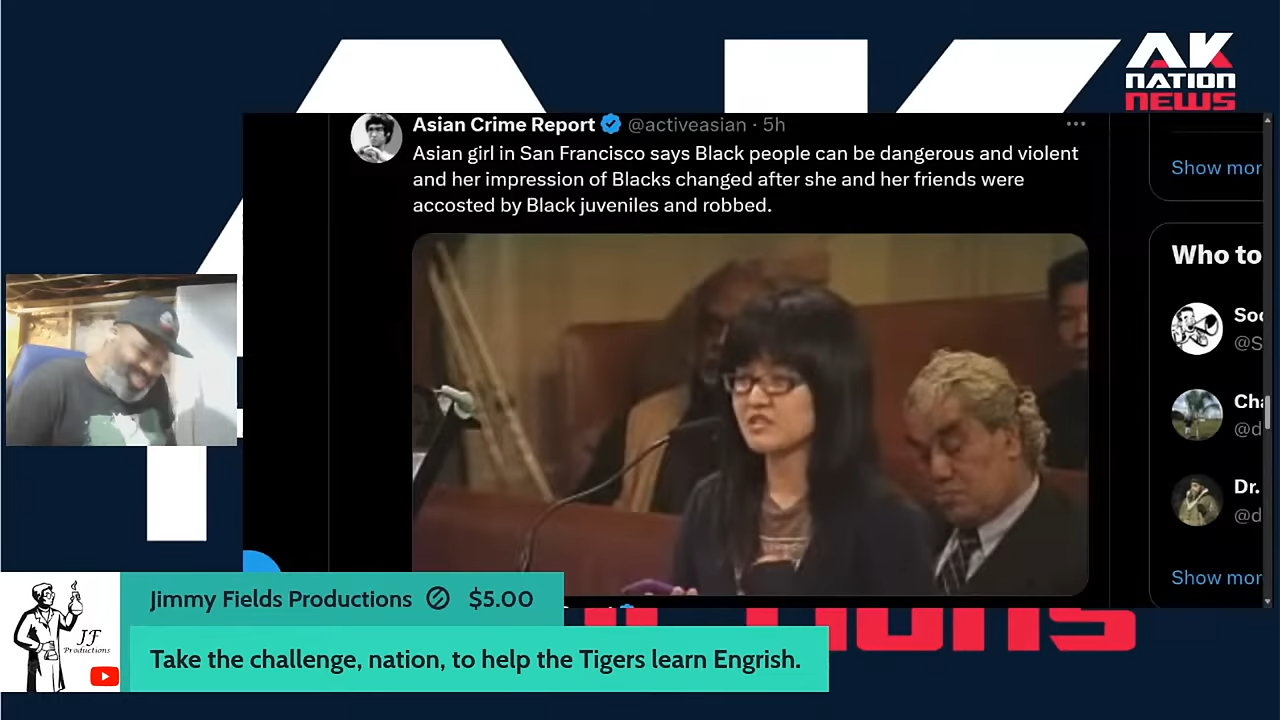 AK
NATION
NEWS
Asian Crime Report @activeasian · 5h
Asian girl in San Francisco says Black people can be dangerous and violent
and her impression of Blacks changed after she and her friends were
accosted by Black juveniles and robbed.
Show mor
Who to
Soc
@S
Cha
@d
Dr.
@d
Show mor
JF
Productions
Jimmy Fields Productions $5.00
Take the challenge, nation, to help the Tigers learn Engrish.